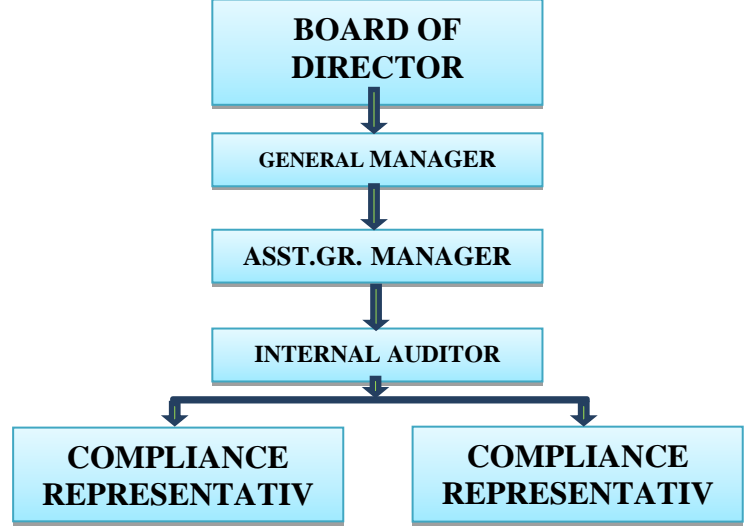 BOARD OF
DIRECTOR
GENERAL MANAGER
ASST.GR. MANAGER
INTERNAL AUDITOR
COMPLIANCE
REPRESENTATIV
COMPLIANCE
REPRESENTATIV